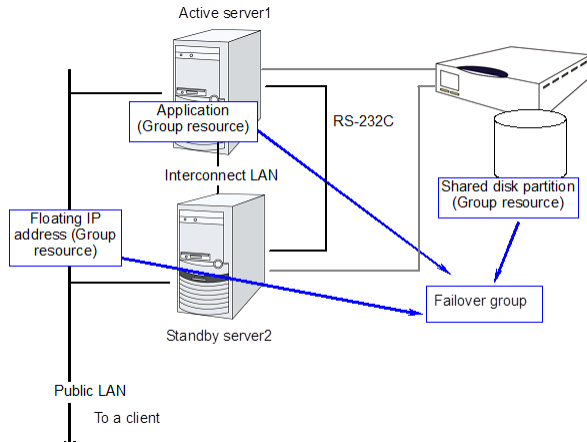 Active server1
Application
(Group resource)
RS-232C
Interconnect LAN
Shared disk partition
(Group resource)
Floating IP
address (Group
resource)
Failover group
Standby server2
Public LAN
To a client